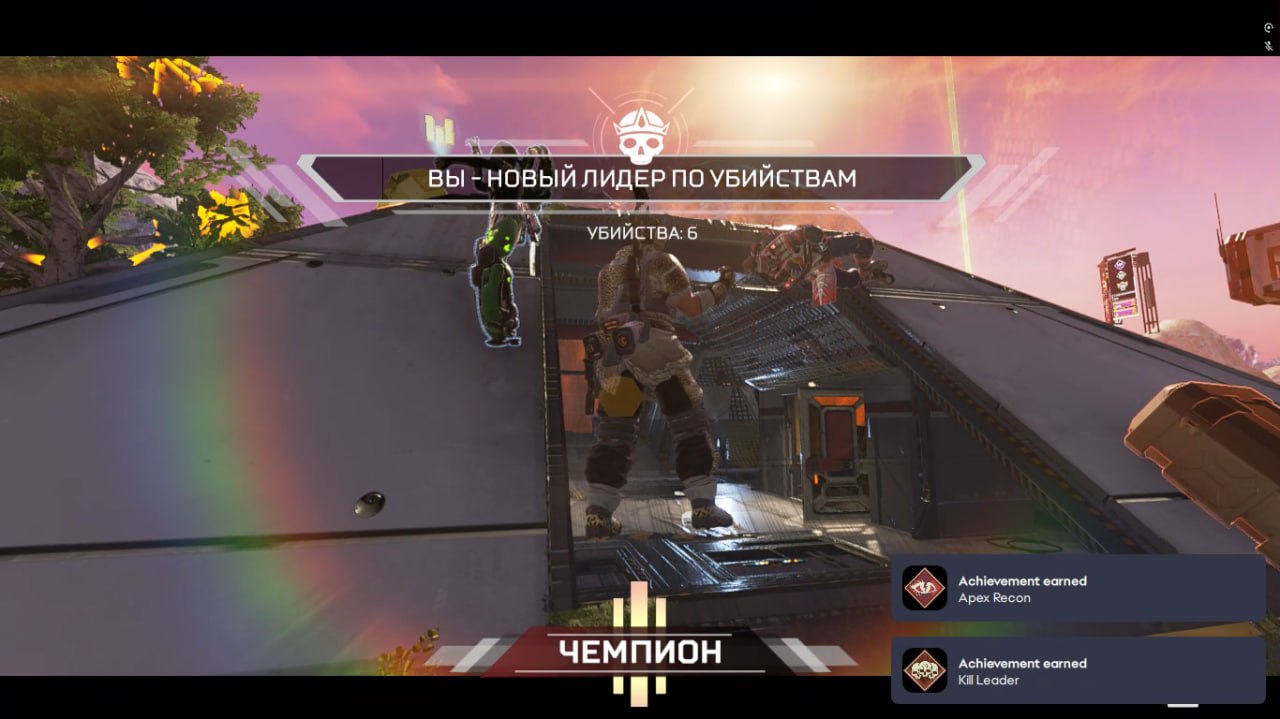 ВЫ - НОВЫЙ ЛИДЕР ПО УБИЙСТВАМ
УБИЙСТВА: 6
ЧЕМПИОН
Achievement earned
Apex Recon
Achievement earned
Kill Leader